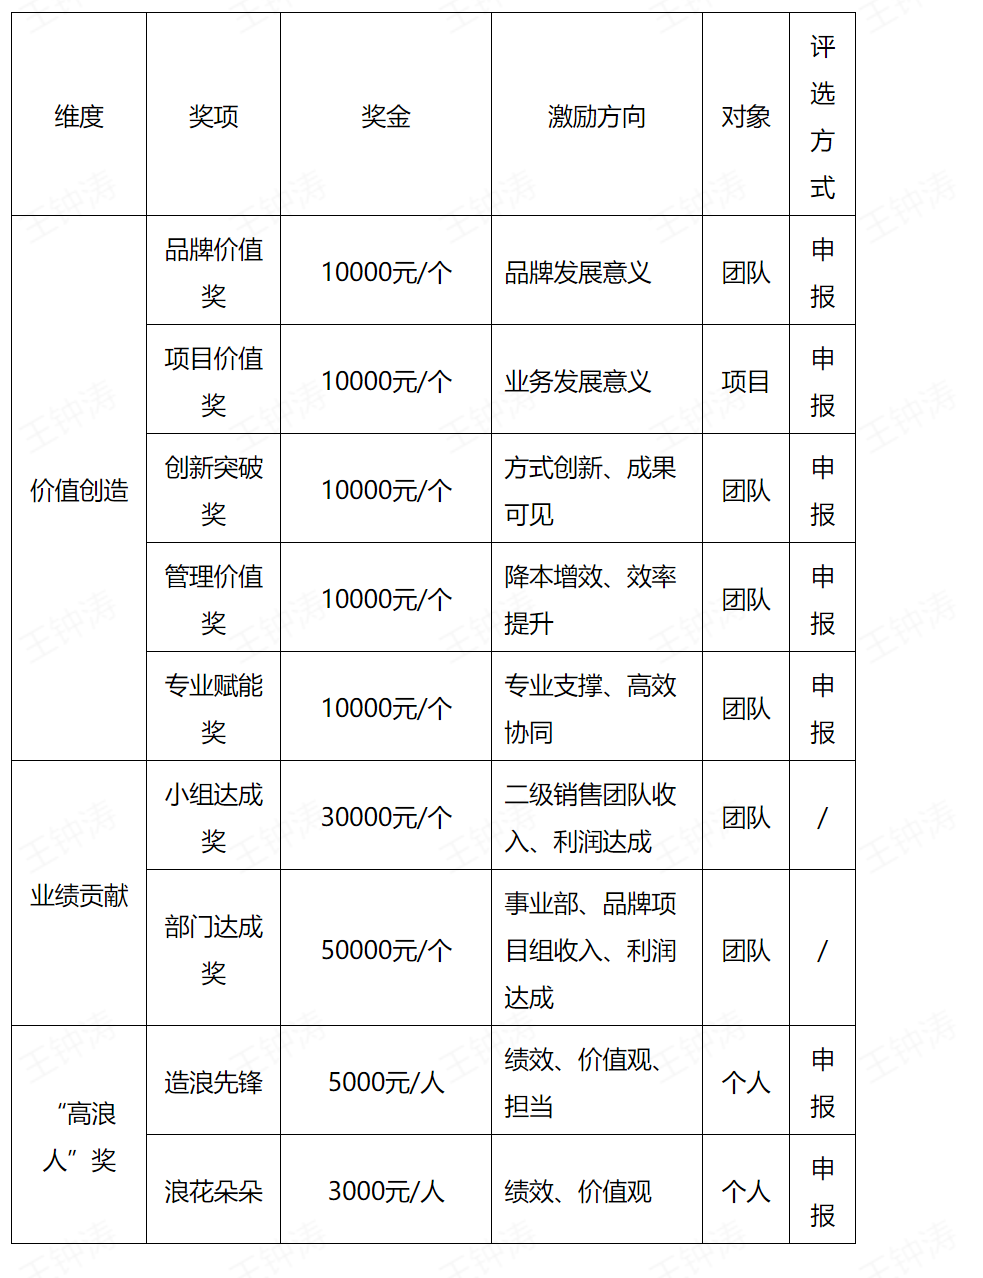 维度
奖项
奖金
激励方向
对象
评
选
方
式
价值创造
品牌价值
奖
10000元/个
品牌发展意义
团队
申
报
项目价值
奖
10000元/个
业务发展意义
项目
申
报
创新突破
奖
10000元/个
方式创新、成果
可见
团队
申
报
管理价值
奖
10000元/个
降本增效、效率
提升
团队
申
报
专业赋能
奖
10000元/个
专业支撑、高效
协同
团队
申
报
业绩贡献
小组达成
奖
30000元/个
二级销售团队收
入、利润达成
团队
/
部门达成
奖
50000元/个
事业部、品牌项
目组收入、利润
达成
团队
/
“高浪
人”奖
造浪先锋
5000元/人
绩效、价值观、
担当
个人
申
报
浪花朵朵
3000元/人
绩效、价值观
个人
申
报
王钟涛